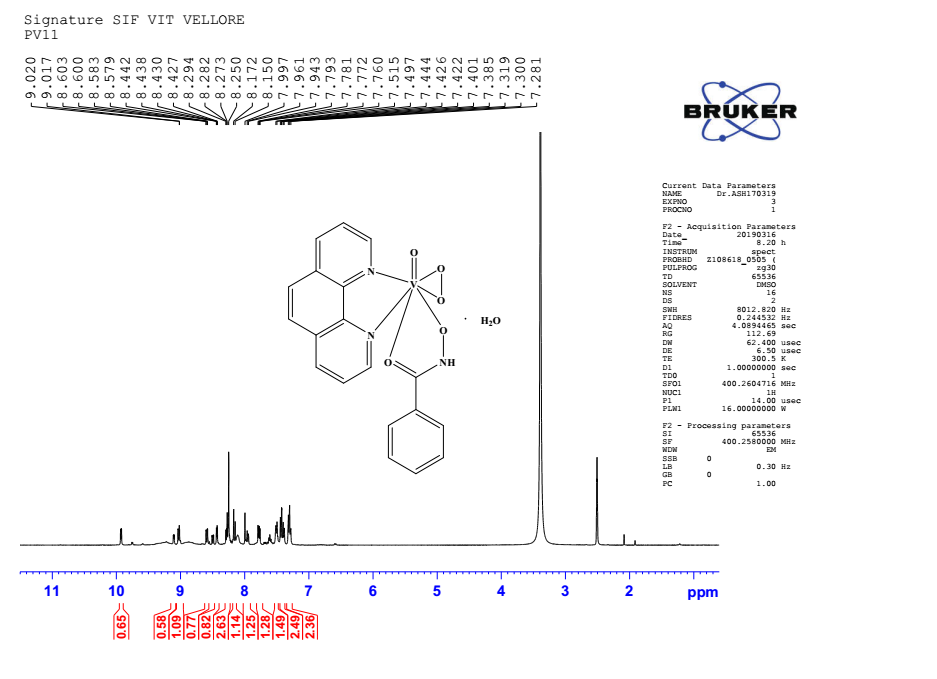 Signature SIF VIT VELLORE
PV11
9.020
9.017
8.603
8.600
8.583
8.579
8.442
8.438
8.430
8.427
8.294
8.282
8.273
8.250
8.172
8.150
7.997
7.961
7.943
7.793
7.781
7.772
7.760
7.515
7.497
7.444
7.426
7.422
7.401
7.385
7.319
7.300
7.281
BRUKER
Current Data Parameters
NAME Dr.ASH170319
EXPNO 3
PROCNO 1
F2 - Acquisition Parameters
Date_ 20190316
Time 8.20 h
INSTRUM spect
PROBHD Z108618_0505 (
PULPROG zg30
TD 65536
SOLVENT DMSO
NS 16
DS 2
SWH 8012.820 Hz
FIDRES 0.244532 Hz
AQ 4.0894465 sec
RG 112.69
DW 62.400 usec
DE 6.50 usec
TE 300.5 K
D1 1.00000000 sec
TD0 1
SFO1 400.2604716 MHz
NUC1 1H
P1 14.00 usec
PLW1 16.00000000 W
F2 - Processing parameters
SI 65536
SF 400.2580000 MHz
WDW EM
SSB 0
LB 0.30 Hz
GB 0
PC 1.00
O
N
O
V
O
N
O
O
NH
· H2O
11 10 9 8 7 6 5 4 3 2 ppm
0.65
0.58
1.09
0.77
0.82
2.63
1.14
1.25
1.28
1.49
2.49
2.36